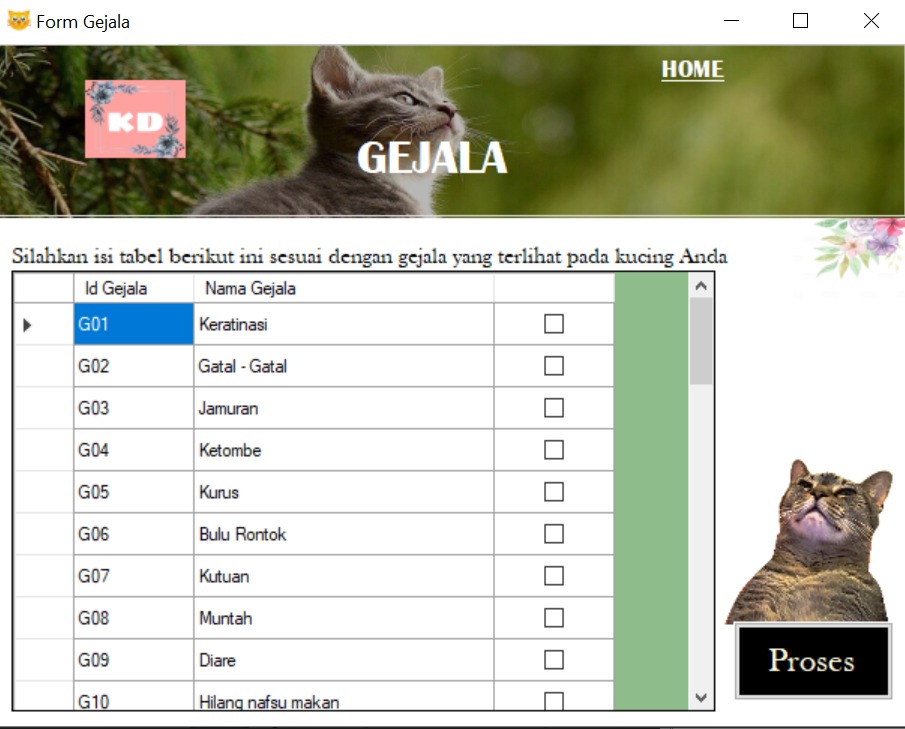 Form Gejala
HOME
KD
GEJALA
Silahkan isi tabel berikut ini sesuai dengan gejala yang terlihat pada kucing Anda
Id Gejala Nama Gejala
G01 Keratinasi
G02 Gatal - Gatal
G03 Jamuran
G04 Ketombe
G05 Kurus
G06 Bulu Rontok
G07 Kutuan
G08 Muntah
G09 Diare
G10 Hilang nafsu makan
Proses